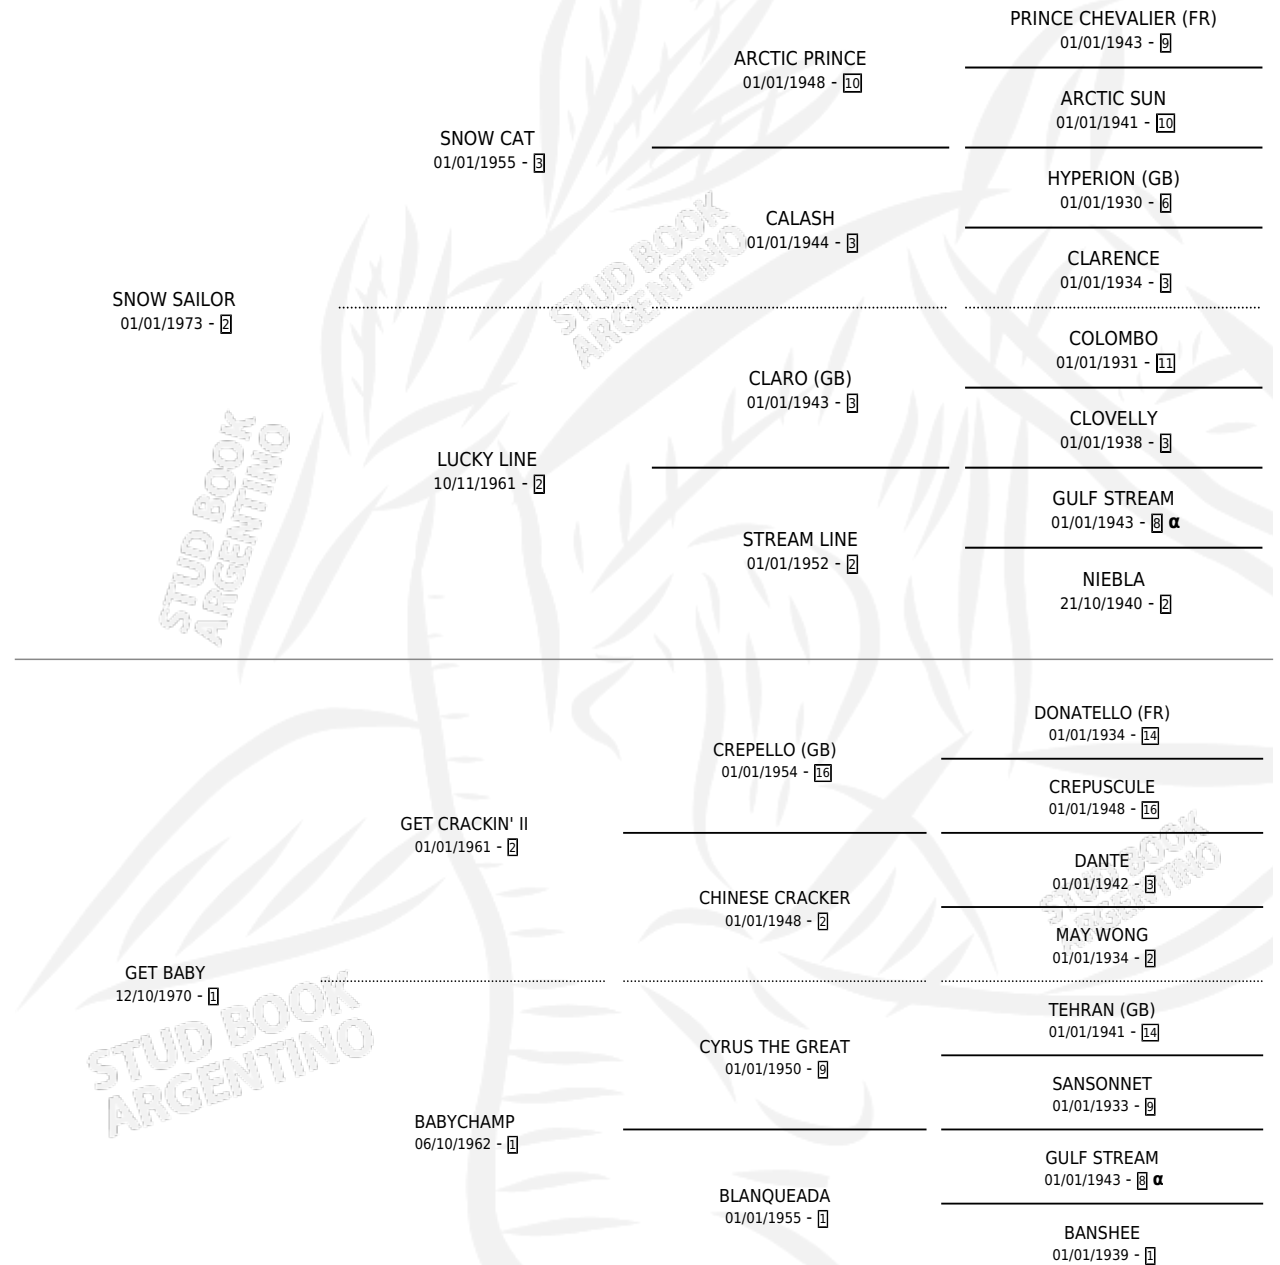 PRINCE CHEVALIER (FR)
01/01/1943 - 9
ARCTIC PRINCE
01/01/1948 - 10
ARCTIC SUN
01/01/1941 - 10
SNOW CAT
01/01/1955 - 3
HYPERION (GB)
01/01/1930 - 6
CALASH
01/01/1944 - 3
CLARENCE
01/01/1934 - 3
SNOW SAILOR
01/01/1973 - 2
STUD BOOK
ARGENTINO
COLOMBO
01/01/1931 - 11
CLARO (GB)
01/01/1943 - 3
CLOVELLY
01/01/1938 - 3
LUCKY LINE
10/11/1961 - 2
GULF STREAM
01/01/1943 - 8 α
STREAM LINE
01/01/1952 - 2
NIEBLA
21/10/1940 - 2
STUD BOOK
ARGENTINO
DONATELLO (FR)
01/01/1934 - 14
CREPELLO (GB)
01/01/1954 - 16
CREPUSCULE
01/01/1948 - 16
GET CRACKIN' II
01/01/1961 - 2
DANTE
01/01/1942 - 3
CHINESE CRACKER
01/01/1948 - 2
MAY WONG
01/01/1934 - 2
STUD BOOK
ARGENTINO
GET BABY
12/10/1970 - 1
TEHRAN (GB)
01/01/1941 - 14
CYRUS THE GREAT
01/01/1950 - 9
SANSONNET
01/01/1933 - 9
STUD BOOK
ARGENTINO
BABYCHAMP
06/10/1962 - 1
GULF STREAM
01/01/1943 - 8 α
BLANQUEADA
01/01/1955 - 1
BANSHEE
01/01/1939 - 1